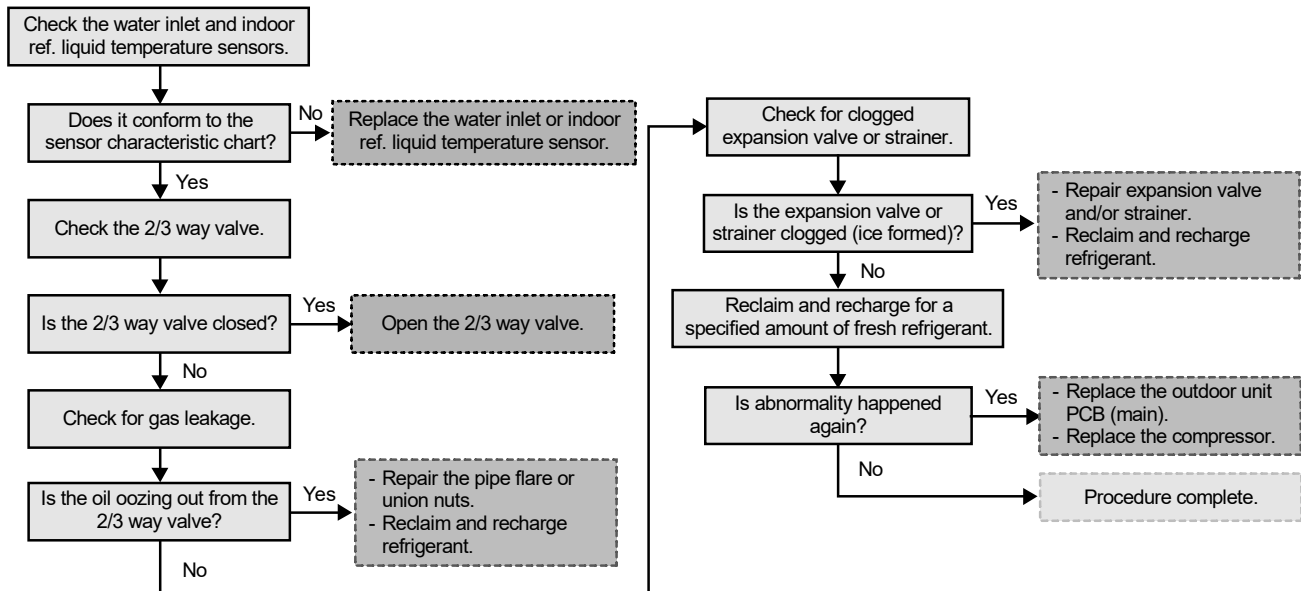 Check the water inlet and indoor
ref. liquid temperature sensors.
Does it conform to the
sensor characteristic chart?
No
Replace the water inlet or indoor
ref. liquid temperature sensor.
Yes
Check the 2/3 way valve.
Is the 2/3 way valve closed?
Yes
Open the 2/3 way valve.
No
Check for gas leakage.
Is the oil oozing out from the
2/3 way valve?
Yes
- Repair the pipe flare or
union nuts.
- Reclaim and recharge
refrigerant.
No
Check for clogged
expansion valve or strainer.
Is the expansion valve or
strainer clogged (ice formed)?
Yes
- Repair expansion valve
and/or strainer.
- Reclaim and recharge
refrigerant.
No
Reclaim and recharge for a
specified amount of fresh refrigerant.
Is abnormality happened
again?
Yes
- Replace the outdoor unit
PCB (main).
- Replace the compressor.
No
Procedure complete.